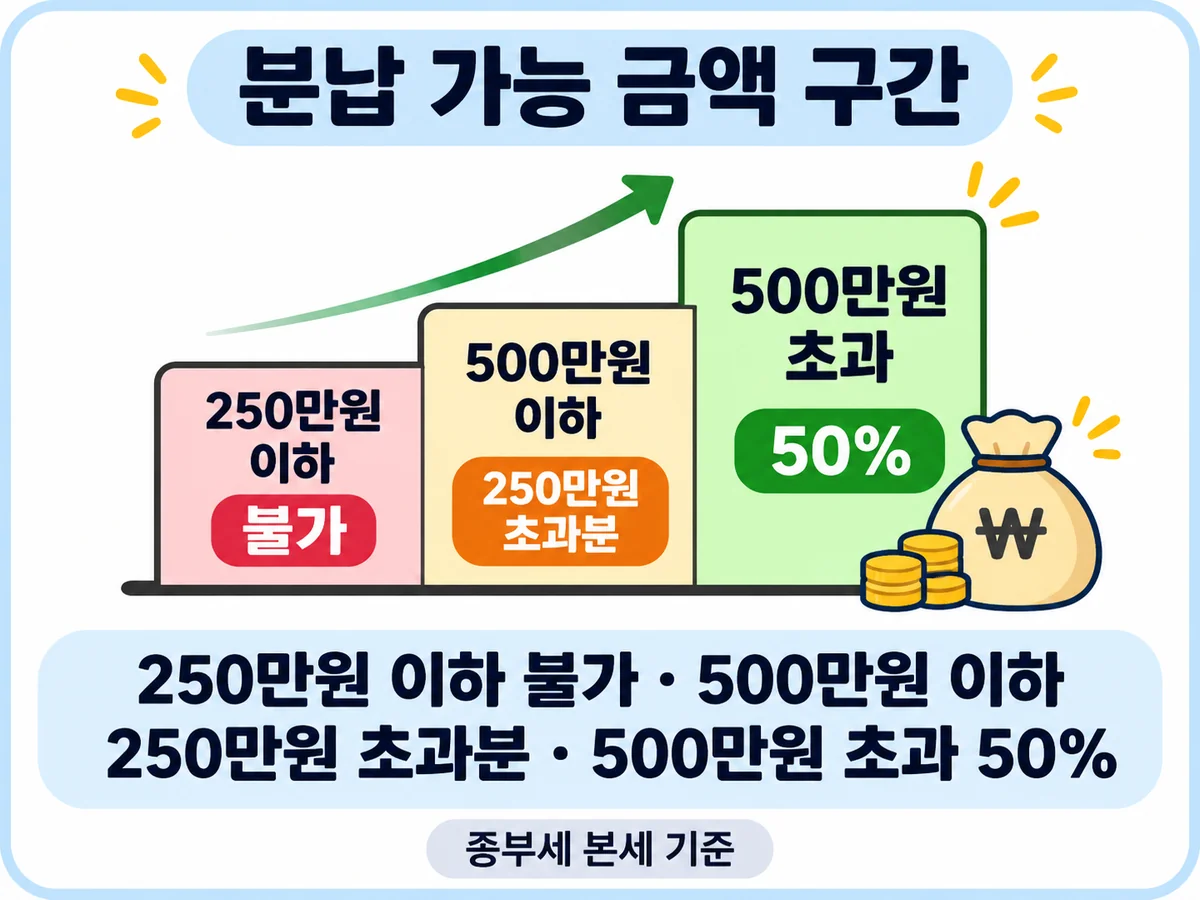 분납 가능 금액 구간
250만원
이하
불가
500만원
이하
250만원
초과분
500만원
초과
50%
₩
250만원 이하 불가 · 500만원 이하
250만원 초과분 · 500만원 초과 50%
종부세 본세 기준